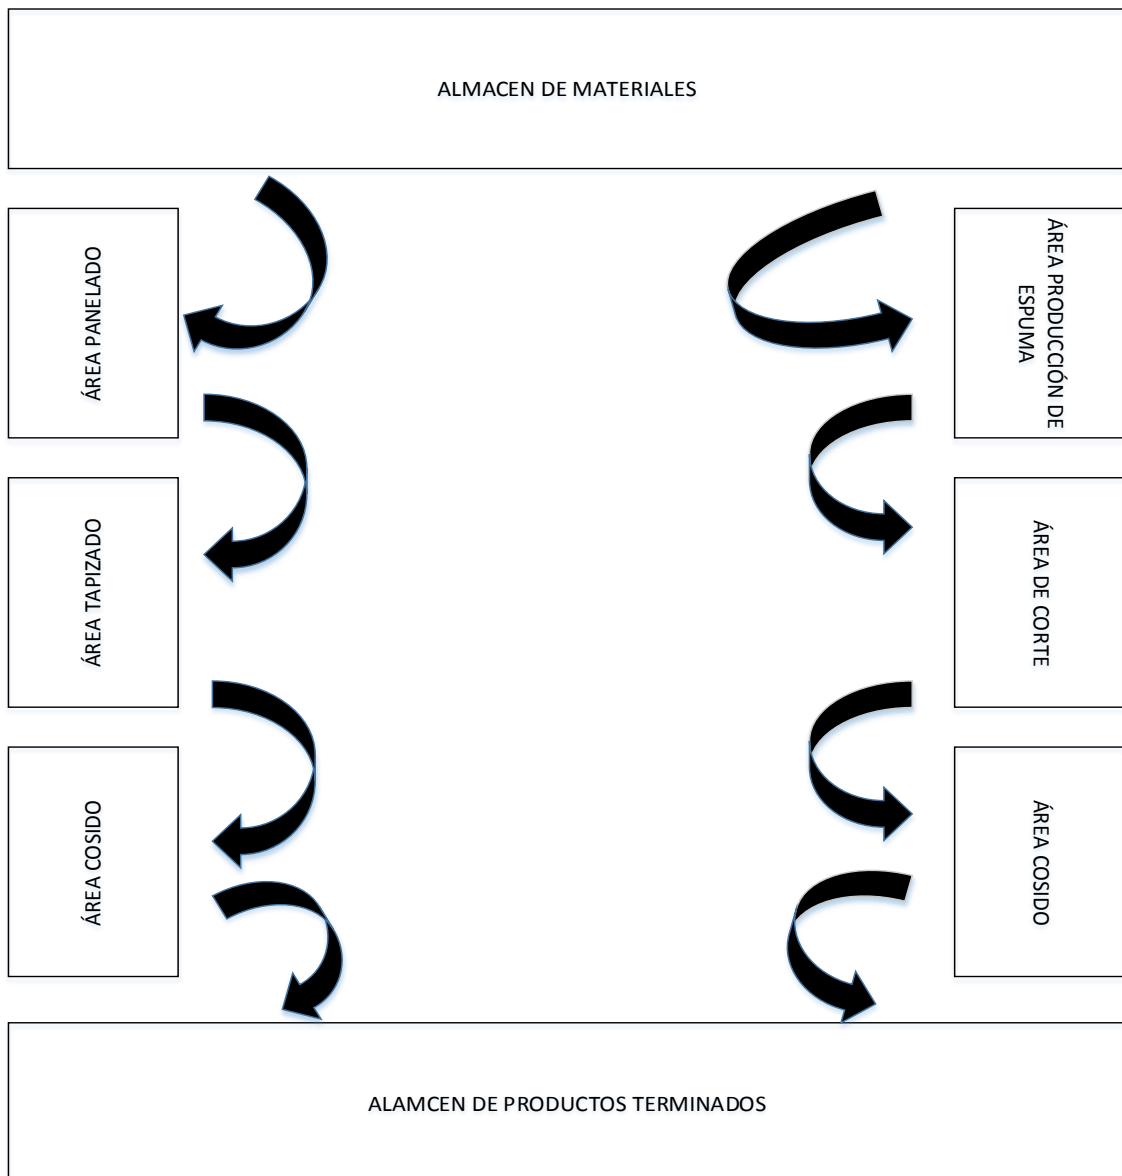 ALMACEN DE MATERIALES
ÁREA PANELADO
ÁREA PRODUCCIÓN DE
ESPUMA
ÁREA TAPIZADO
ÁREA DE CORTE
ÁREA COSIDO
ÁREA COSIDO
ALAMCEN DE PRODUCTOS TERMINADOS